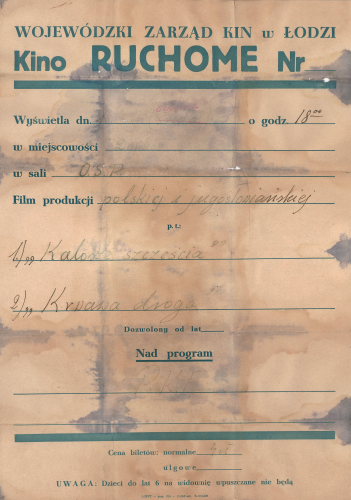 WOJEWÓDZKI ZARZĄD KIN w ŁODZI
Kino RUCHOME Nr
Wyświetla dn. o godz. 18 00
w miejscowości
w sali O.S.P.
Film produkcji polskiej i jugosłowiańskiej
p. t.:
1/ „Kalosze szczęścia”
2/ „Krwawa droga”
Dozwolony od lat
Nad program
Cena biletów: normalne
ulgowe
UWAGA: Dzieci do lat 6 na widownię wpuszczane nie będą